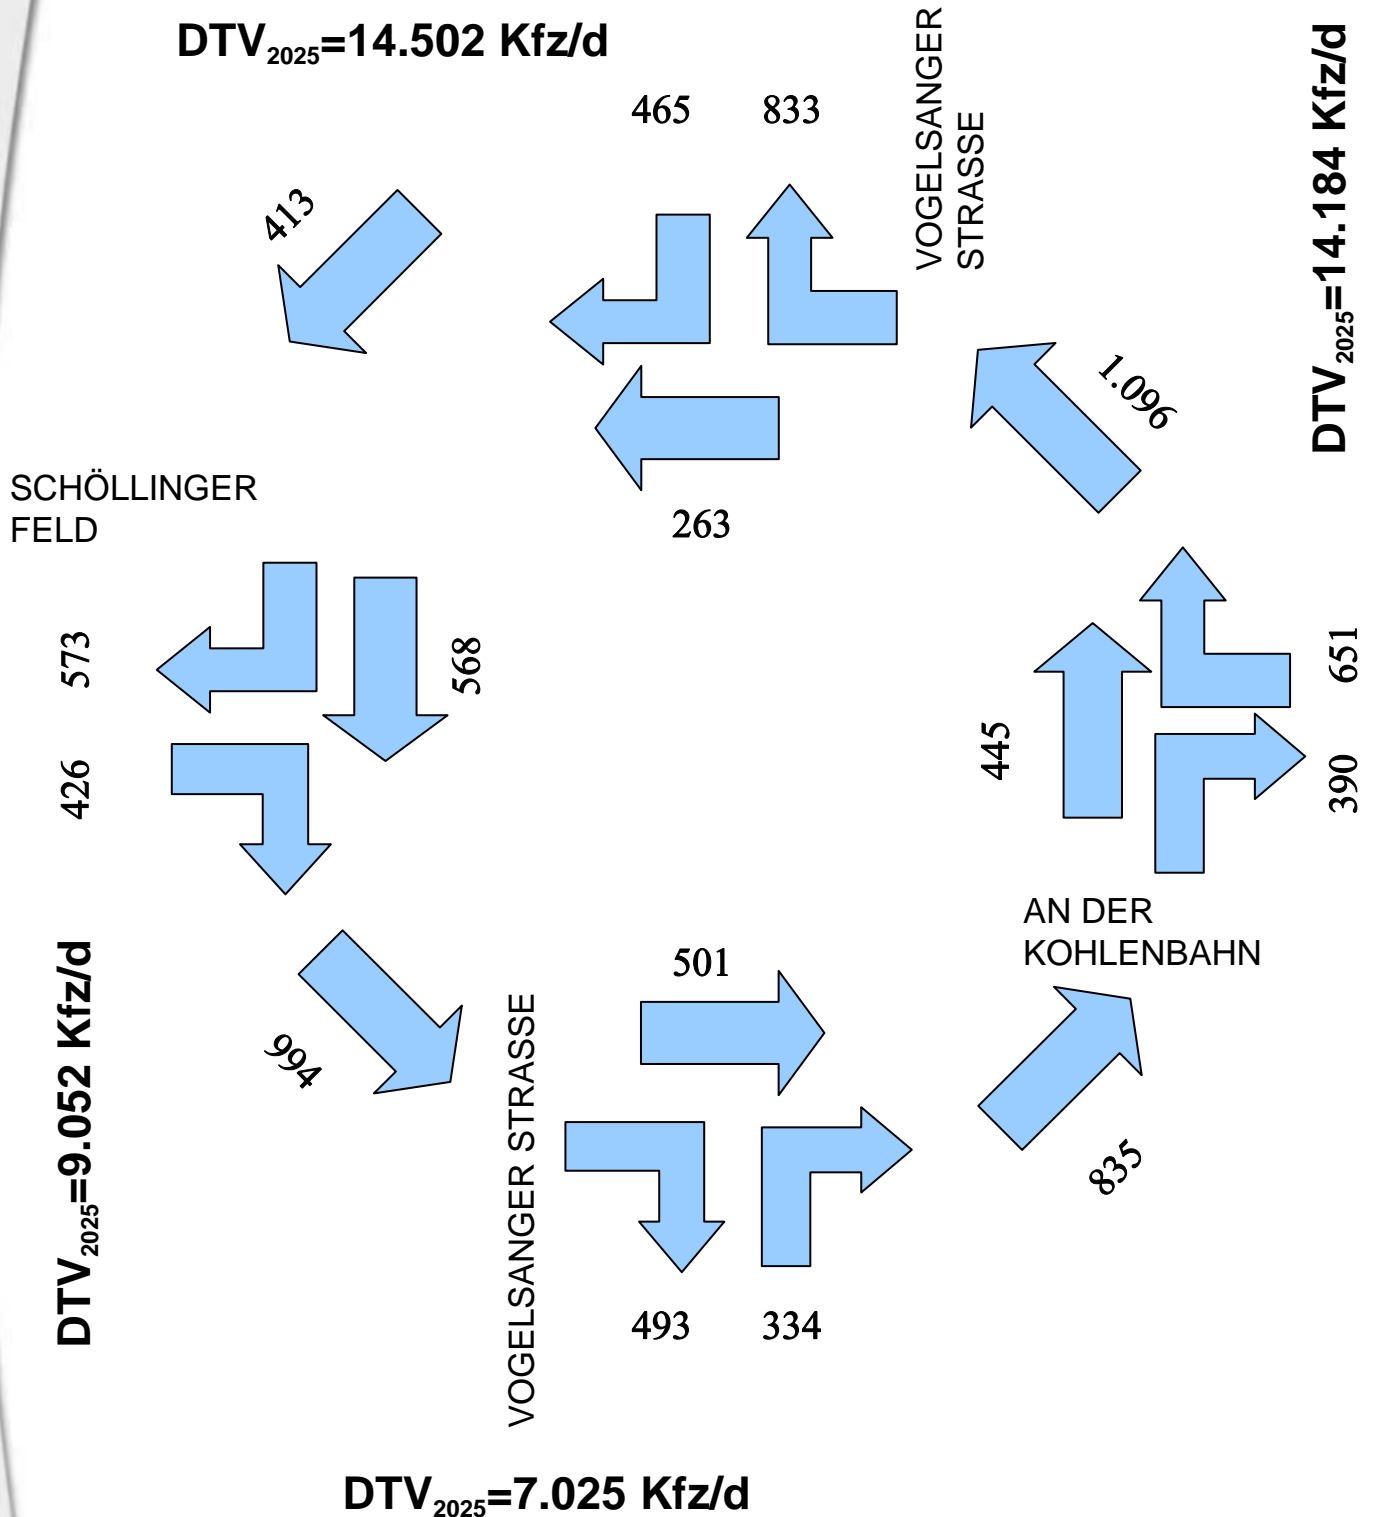 DTV2025=14.502 Kfz/d
465
833
VOGELSANGER
STRASSE
DTV2025=14.184 Kfz/d
413
1.096
263
SCHÖLLINGER
FELD
573
568
426
651
445
390
AN DER
KOHLENBAHN
501
994
VOGELSANGER STRASSE
835
DTV2025=9.052 Kfz/d
493
334
DTV2025=7.025 Kfz/d